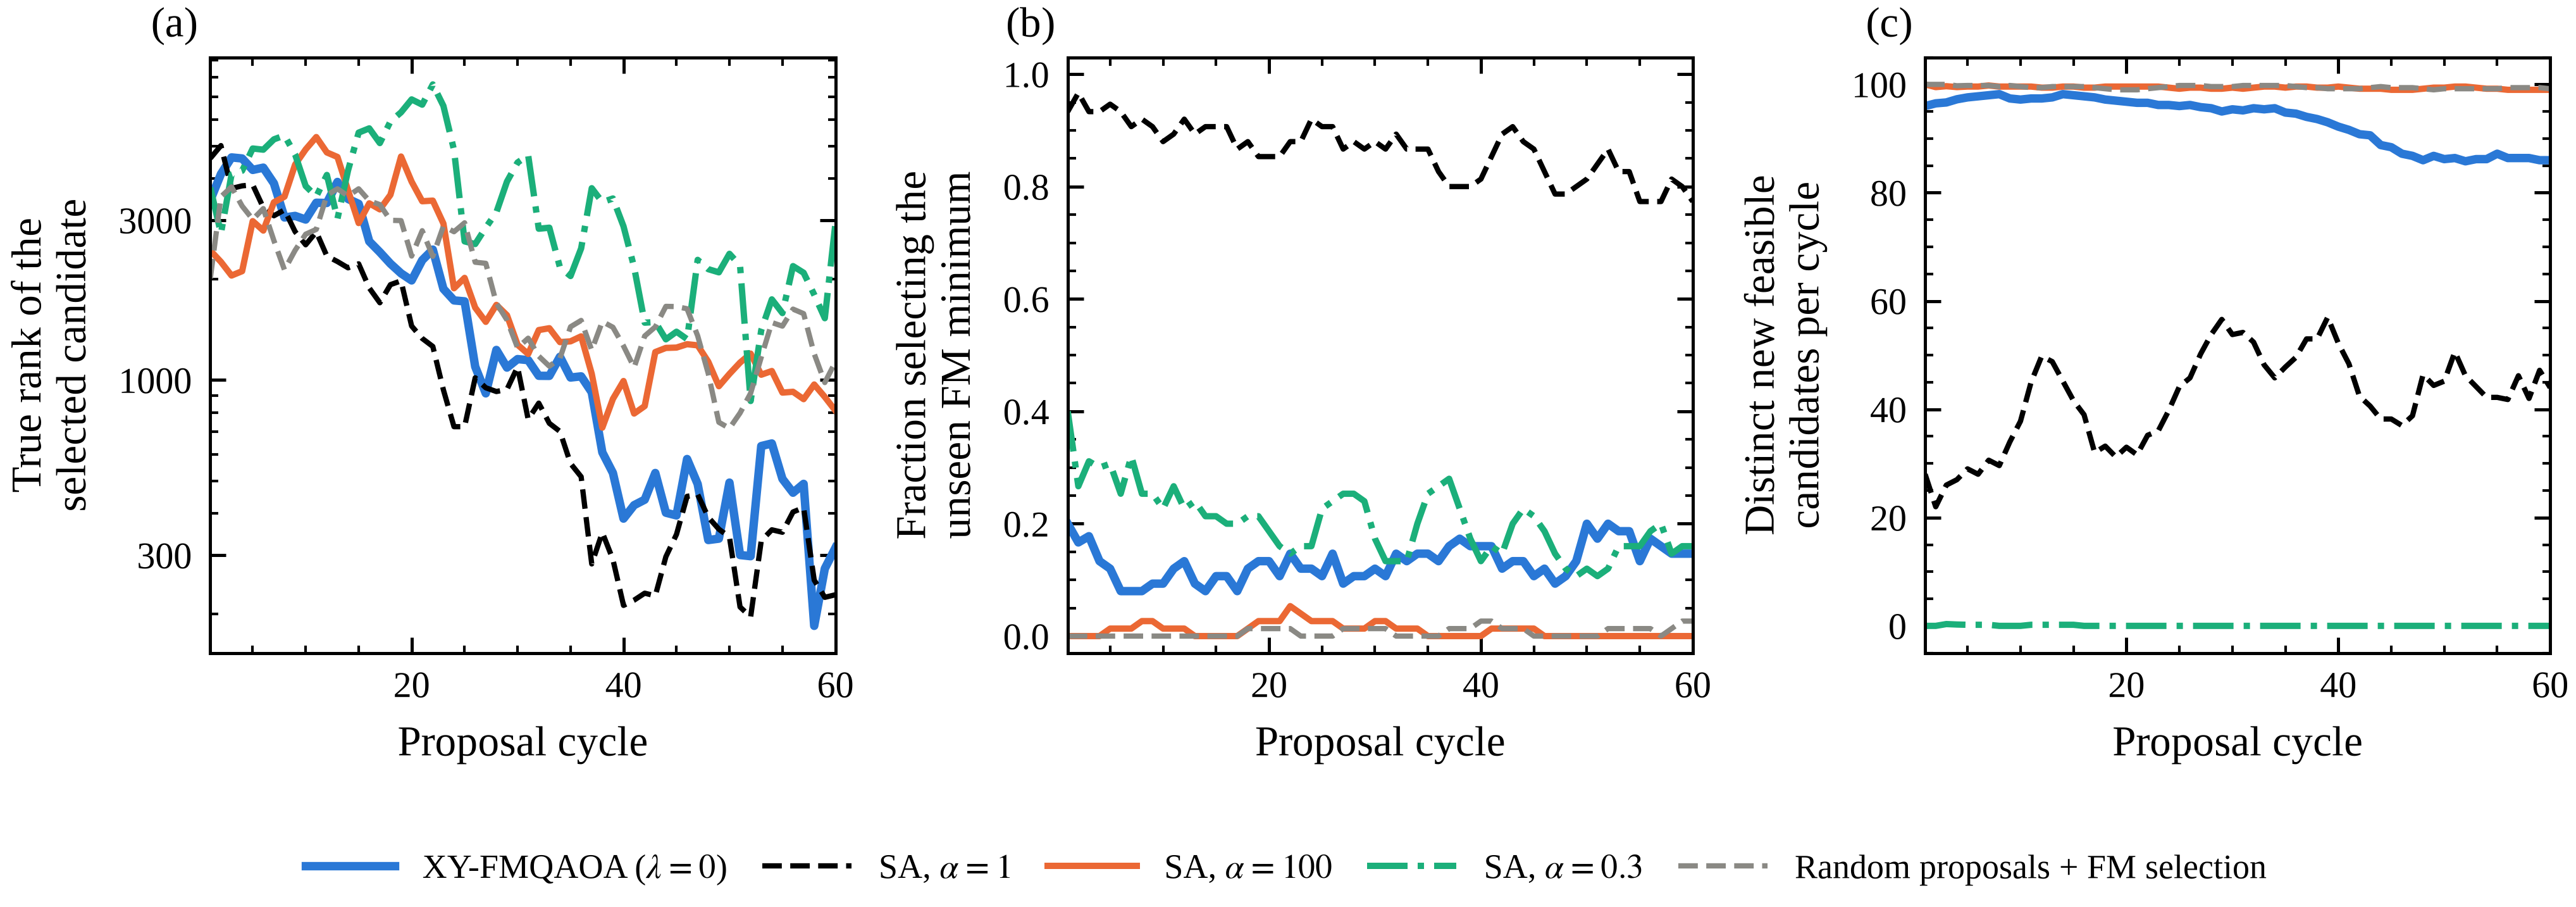 (a)
True rank of the
selected candidate
3000
1000
300
20 40 60
Proposal cycle
(b)
Fraction selecting the
unseen FM minimum
1.0
0.8
0.6
0.4
0.2
0.0
20 40 60
Proposal cycle
(c)
Distinct new feasible
candidates per cycle
100
80
60
40
20
0
20 40 60
Proposal cycle
XY-FMQAOA (λ = 0) SA, α = 1 SA, α = 100 SA, α = 0.3 Random proposals + FM selection